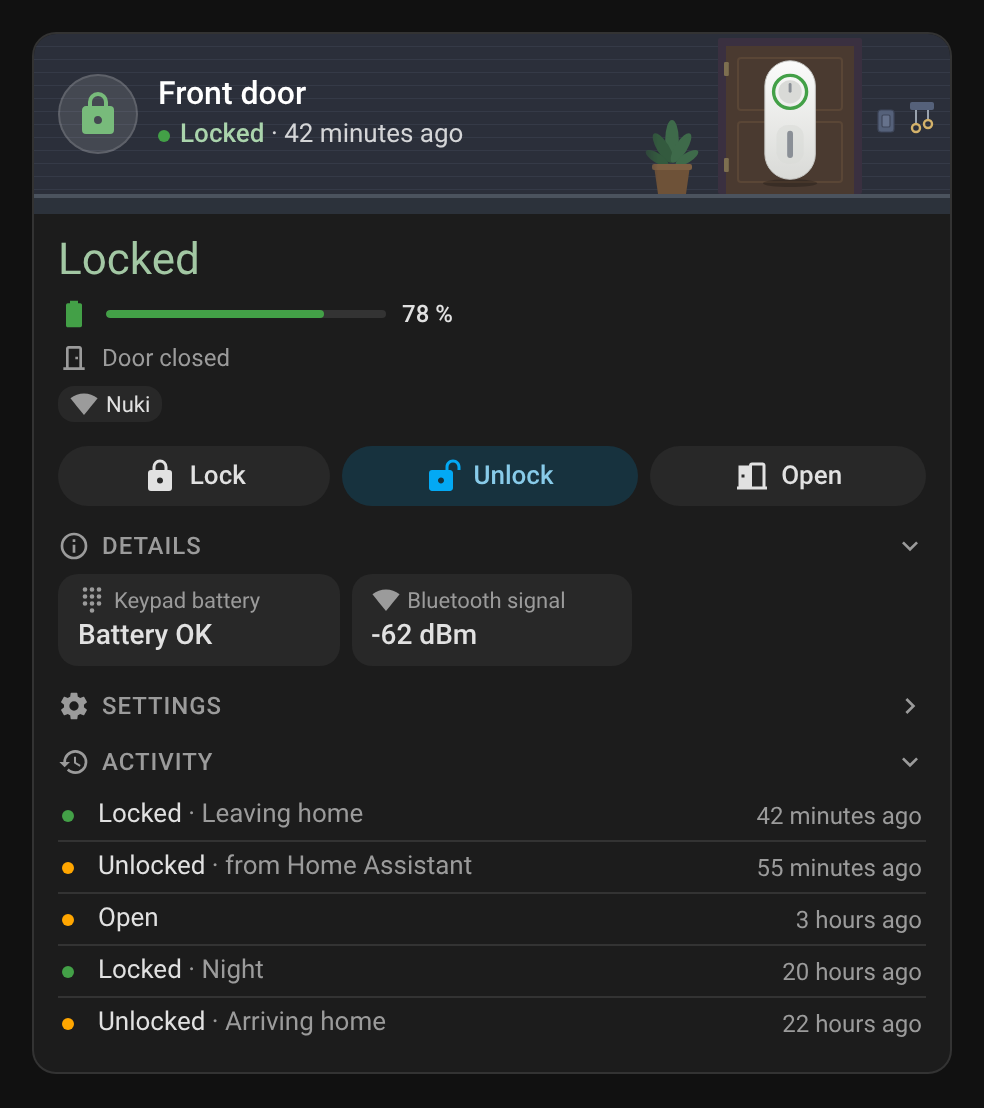 Front door
Locked · 42 minutes ago
Locked
78 %
Door closed
Nuki
Lock
Unlock
Open
DETAILS
Keypad battery
Battery OK
Bluetooth signal
-62 dBm
SETTINGS
ACTIVITY
Locked · Leaving home 42 minutes ago
Unlocked · from Home Assistant 55 minutes ago
Open 3 hours ago
Locked · Night 20 hours ago
Unlocked · Arriving home 22 hours ago